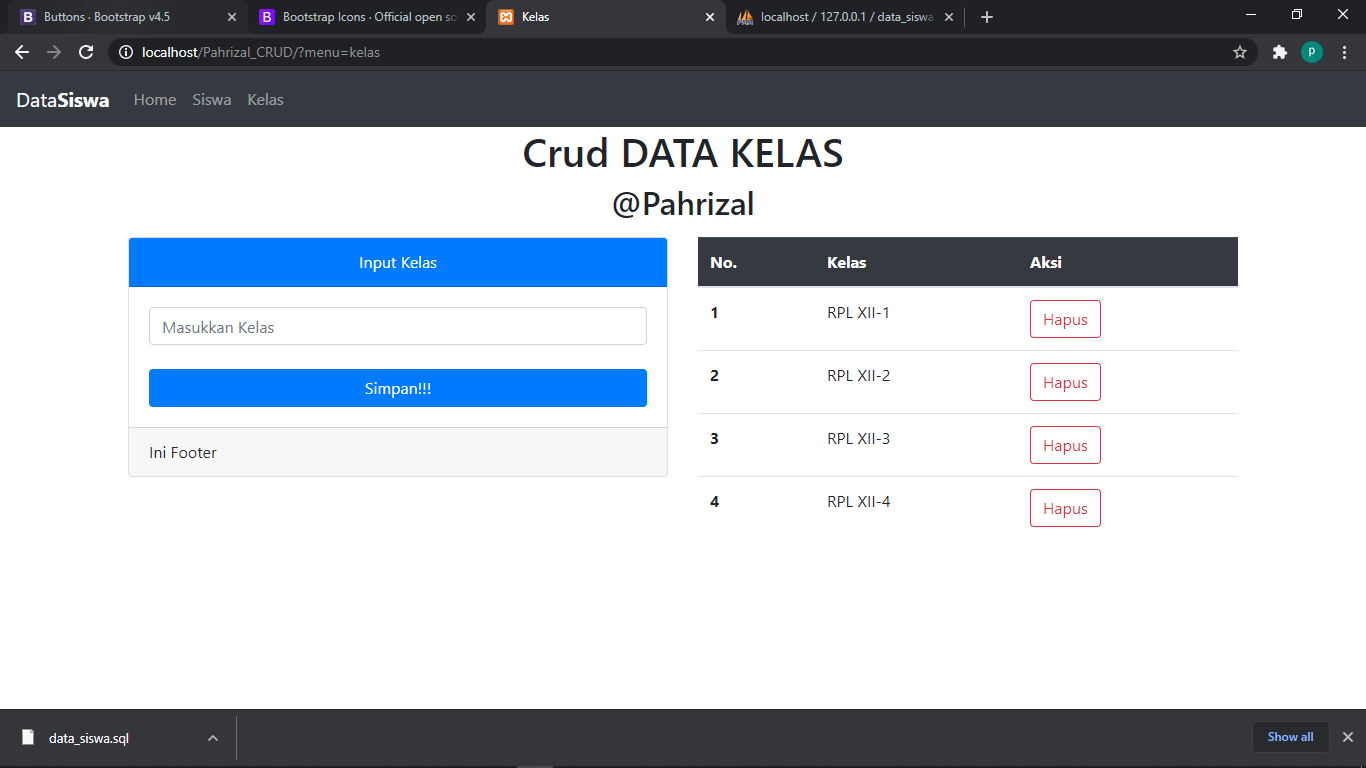 Buttons · Bootstrap v4.5
Bootstrap Icons · Official open so
Kelas
localhost / 127.0.0.1 / data_siswa
localhost/Pahrizal_CRUD/?menu=kelas
p
DataSiswa Home Siswa Kelas
Crud DATA KELAS
@Pahrizal
Input Kelas
Masukkan Kelas
Simpan!!!
Ini Footer
No. Kelas Aksi
1 RPL XII-1 Hapus
2 RPL XII-2 Hapus
3 RPL XII-3 Hapus
4 RPL XII-4 Hapus
data_siswa.sql
Show all